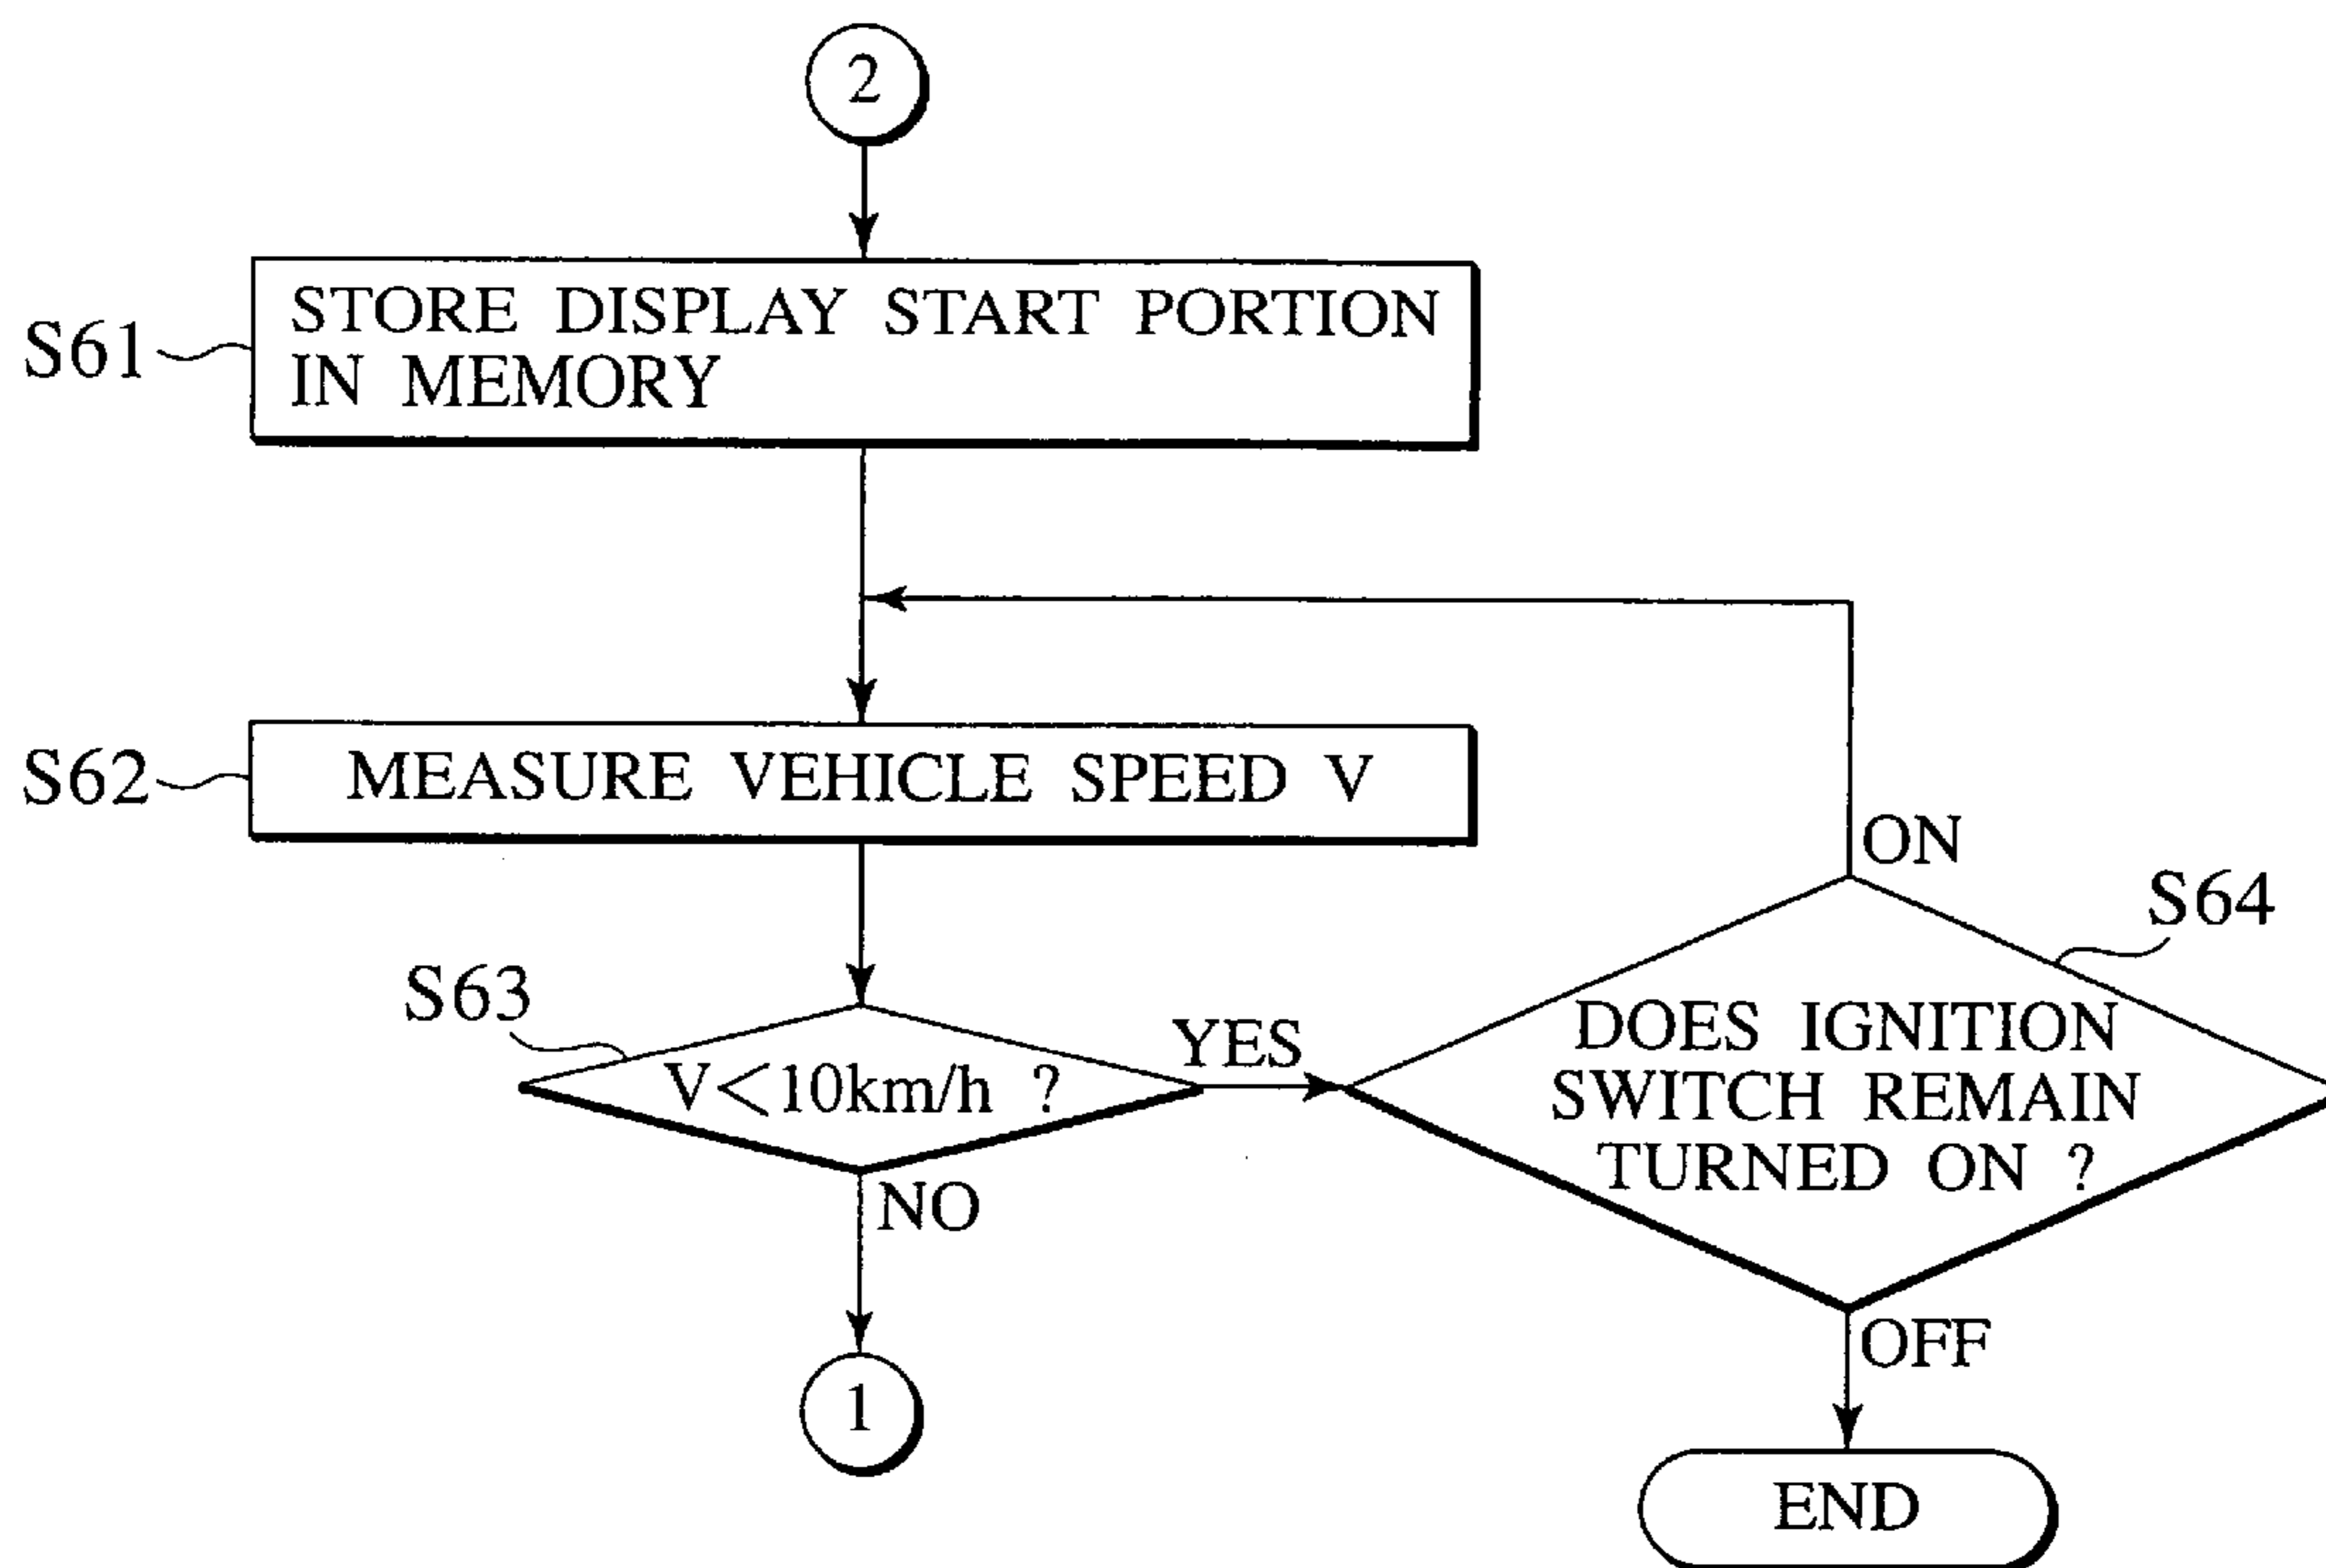 2
S61
STORE DISPLAY START PORTION
IN MEMORY
S62
MEASURE VEHICLE SPEED V
ON
S64
S63
V<10km/h ?
YES
DOES IGNITION
SWITCH REMAIN
TURNED ON ?
NO
OFF
1
END